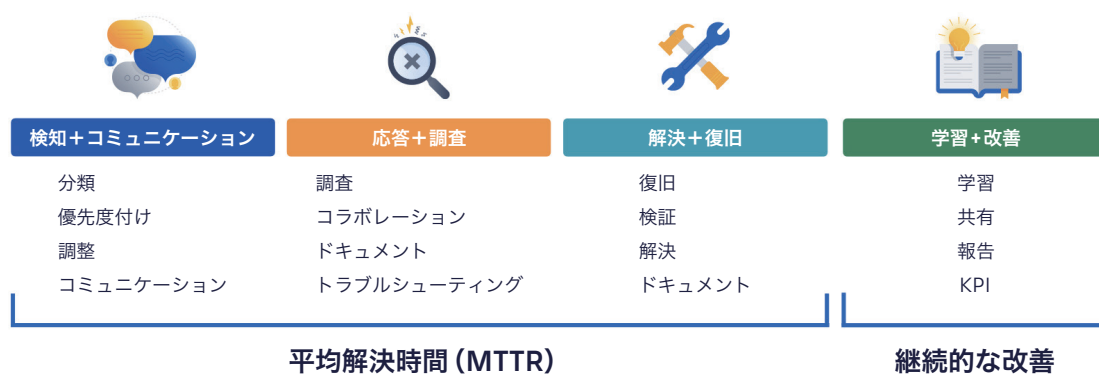 検知+コミュニケーション
分類
優先度付け
調整
コミュニケーション
応答+調査
調査
コラボレーション
ドキュメント
トラブルシューティング
解決+復旧
復旧
検証
解決
ドキュメント
学習+改善
学習
共有
報告
KPI
平均解決時間（MTTR）
継続的な改善